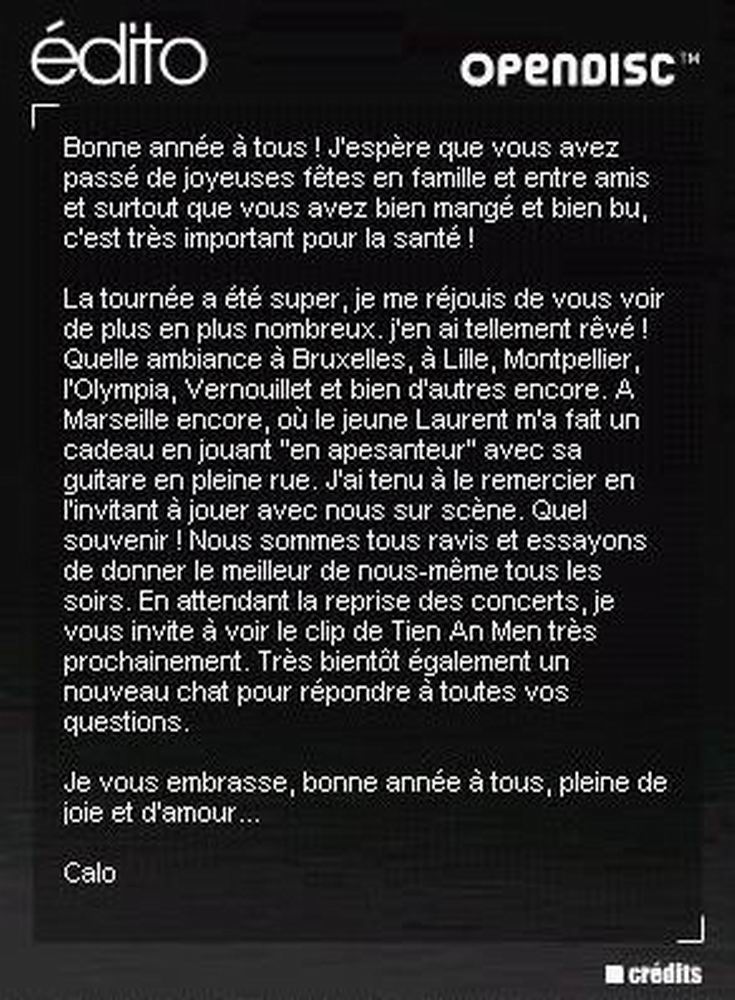 édito
OPENDISC™
Bonne année à tous ! J'espère que vous avez
passé de joyeuses fêtes en famille et entre amis
et surtout que vous avez bien mangé et bien bu,
c'est très important pour la santé !
La tournée a été super, je me réjouis de vous voir
de plus en plus nombreux. j'en ai tellement rêvé !
Quelle ambiance à Bruxelles, à Lille, Montpellier,
l'Olympia, Vernouillet et bien d'autres encore. A
Marseille encore, où le jeune Laurent m'a fait un
cadeau en jouant "en apesanteur" avec sa
guitare en pleine rue. J'ai tenu à le remercier en
l'invitant à jouer avec nous sur scène. Quel
souvenir ! Nous sommes tous ravis et essayons
de donner le meilleur de nous-même tous les
soirs. En attendant la reprise des concerts, je
vous invite à voir le clip de Tien An Men très
prochainement. Très bientôt également un
nouveau chat pour répondre à toutes vos
questions.
Je vous embrasse, bonne année à tous, pleine de
joie et d'amour...
Calo
crédits